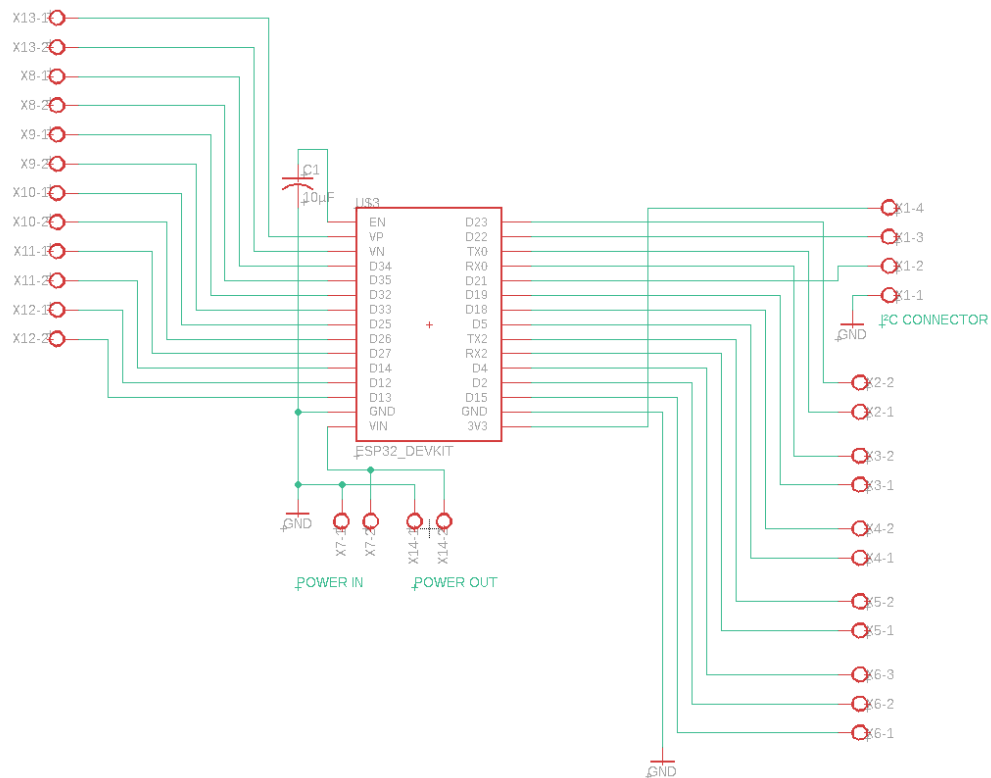 X13-1
X13-2
X8-1
X8-2
X9-1
X9-2
X10-1
X10-2
X11-1
X11-2
X12-1
X12-2
C1
10µF
U$3
EN
VP
VN
D34
D35
D32
D33
D25
D26
D27
D14
D12
D13
GND
VIN
D23
D22
TX0
RX0
D21
D19
D18
D5
TX2
RX2
D4
D2
D15
GND
3V3
ESP32_DEVKIT
GND
X7-1
X7-2
X14-1
X14-2
POWER IN
POWER OUT
X1-4
X1-3
X1-2
X1-1
GND
I²C CONNECTOR
X2-2
X2-1
X3-2
X3-1
X4-2
X4-1
X5-2
X5-1
X6-3
X6-2
X6-1
GND